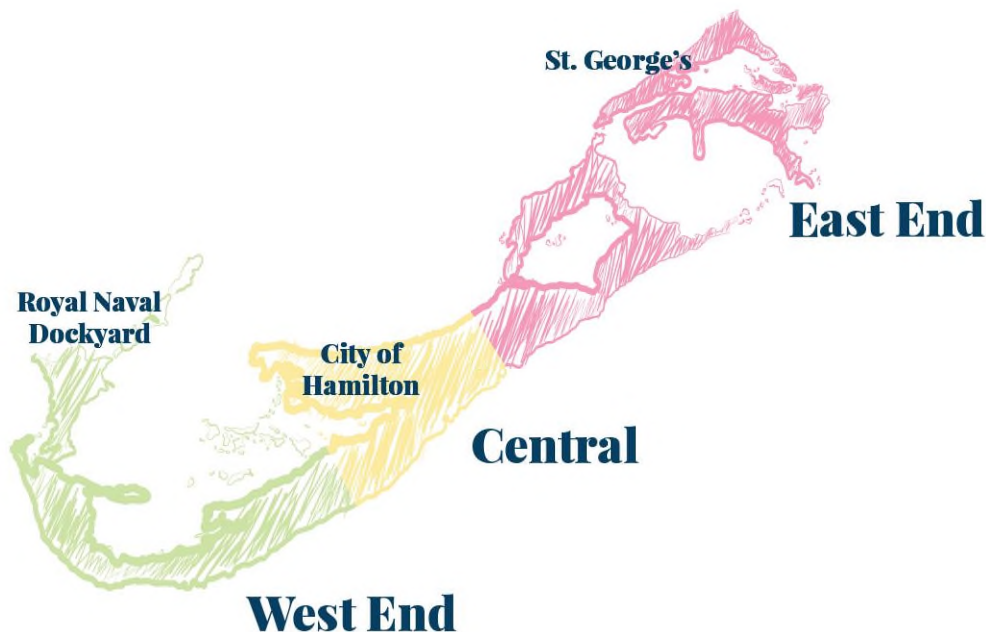 St. George's
East End
Royal Naval
Dockyard
City of
Hamilton
Central
West End